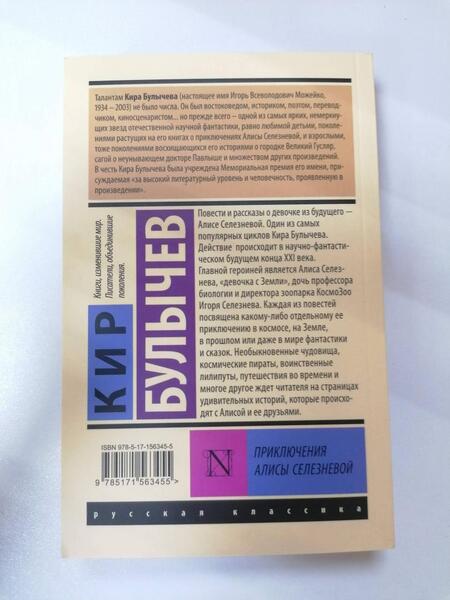 Талантам Кира Булычева (настоящее имя Игорь Всеволодович Можейко,
1934 – 2003) не было числа. Он был востоковедом, историком, поэтом, перевод-
чиком, киносценаристом... но прежде всего – одной из самых ярких, немеркну-
щих звезд отечественной научной фантастики, равно любимой детьми, поколе-
ниями растущих на его книгах о приключениях Алисы Селезневой, и взрослыми,
тоже поколениями восхищающихся его историями о городке Великий Гусляр,
сагой о неунывающем докторе Павлыше и множеством других произведений.
В честь Кира Булычева была учреждена Мемориальная премия его имени, при-
суждаемая «за высокий литературный уровень и человечность, проявленную в
произведении».
Книги, изменившие мир.
Писатели, объединившие
поколения.
КИР
БУЛЫЧЕВ
Повести и рассказы о девочке из будущего –
Алисе Селезневой. Один из самых
популярных циклов Кира Булычева.
Действие происходит в научно-фантасти-
ческом будущем конца XXI века.
Главной героиней является Алиса Селез-
нева, «девочка с Земли», дочь профессора
биологии и директора зоопарка КосмоЗоо
Игоря Селезнева. Каждая из повестей
посвящена какому-либо отдельному ее
приключению в космосе, на Земле,
в прошлом или даже в мире фантастики
и сказок. Необыкновенные чудовища,
космические пираты, воинственные
лилипуты, путешествия во времени и
многое другое ждет читателя на страницах
удивительных историй, которые происхо-
дят с Алисой и ее друзьями.
ISBN 978-5-17-156345-5
9 785171 563455 >
N
ПРИКЛЮЧЕНИЯ
АЛИСЫ СЕЛЕЗНЕВОЙ
русская классика